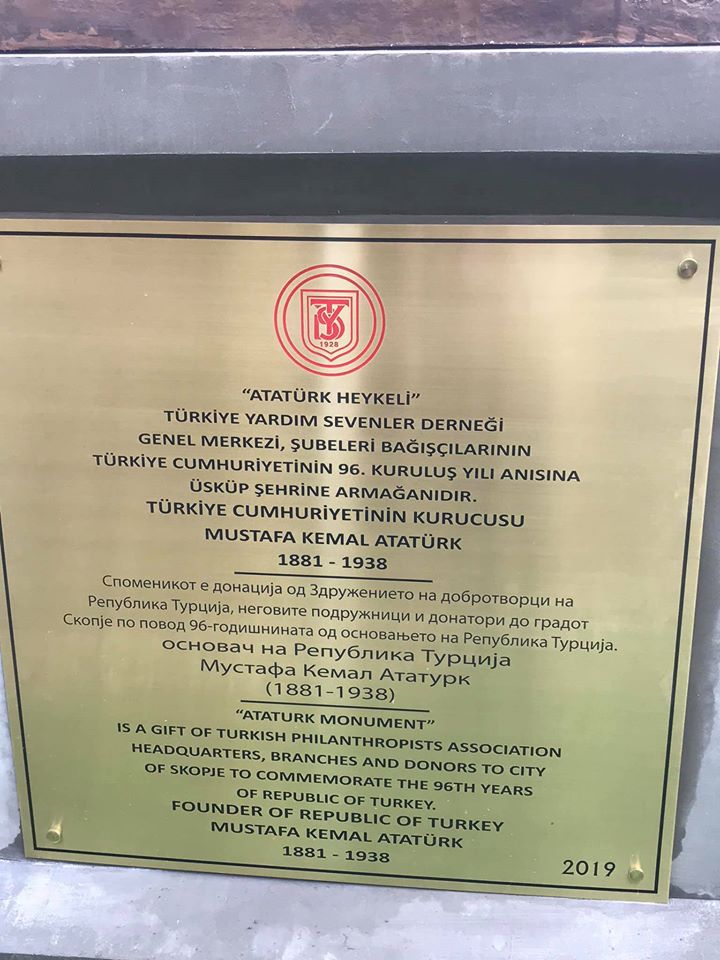 TYSD
1928
“ATATÜRK HEYKELİ”
TÜRKİYE YARDIM SEVENLER DERNEĞİ
GENEL MERKEZİ, ŞUBELERİ BAĞIŞÇILARININ
TÜRKİYE CUMHURİYETİNİN 96. KURULUŞ YILI ANISINA
ÜSKÜP ŞEHRİNE ARMAĞANIDIR.
TÜRKİYE CUMHURİYETİNİN KURUCUSU
MUSTAFA KEMAL ATATÜRK
1881 - 1938
Споменикот е донација од Здружението на добротворци на
Република Турција, неговите подружници и донатори до градот
Скопје по повод 96-годишнината од основањето на Република Турција.
основач на Република Турција
Мустафа Кемал Ататурк
(1881-1938)
“ATATURK MONUMENT”
IS A GIFT OF TURKISH PHILANTHROPISTS ASSOCIATION
HEADQUARTERS, BRANCHES AND DONORS TO CITY
OF SKOPJE TO COMMEMORATE THE 96TH YEARS
OF REPUBLIC OF TURKEY.
FOUNDER OF REPUBLIC OF TURKEY
MUSTAFA KEMAL ATATÜRK
1881 - 1938
2019